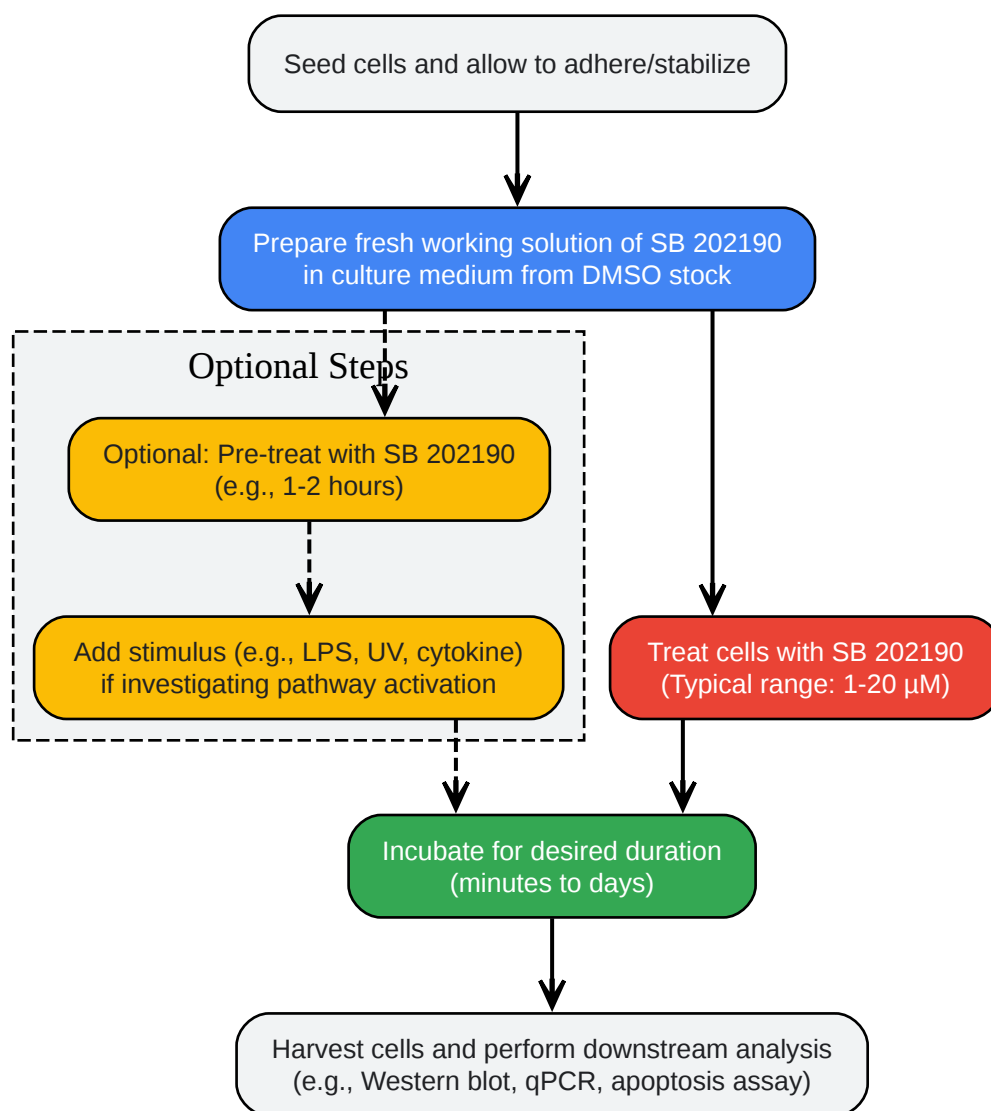 Seed cells and allow to adhere/stabilize
Prepare fresh working solution of SB 202190
in culture medium from DMSO stock
Optional Steps
Optional: Pre-treat with SB 202190
(e.g., 1-2 hours)
Add stimulus (e.g., LPS, UV, cytokine)
if investigating pathway activation
Treat cells with SB 202190
(Typical range: 1-20 µM)
Incubate for desired duration
(minutes to days)
Harvest cells and perform downstream analysis
(e.g., Western blot, qPCR, apoptosis assay)